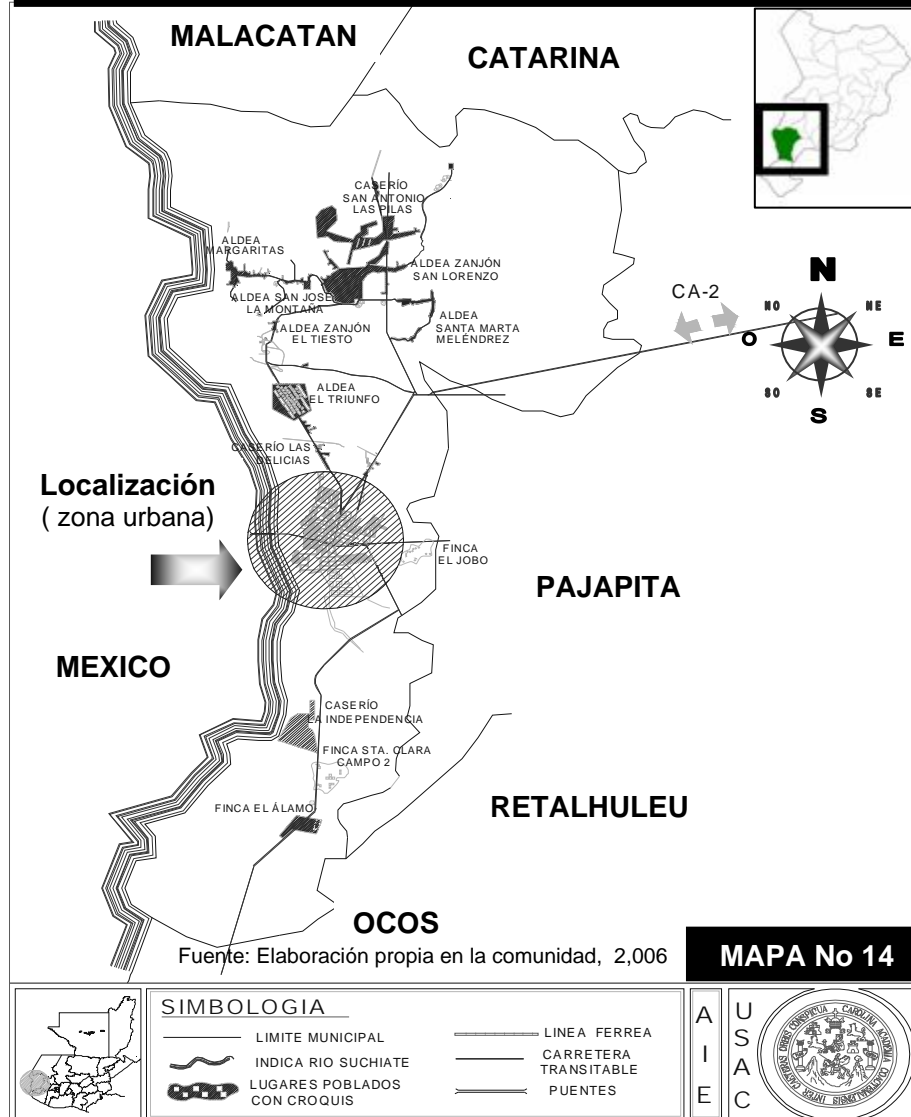 MALACATAN
CATARINA
CASERÍO
SAN ANTONIO
LAS PILAS
ALDEA
MARGARITAS
ALDEA ZANJÓN
SAN LORENZO
ALDEA SAN JOSE
LA MONTAÑA
ALDEA
SANTA MARTA
MELÉNDREZ
ALDEA ZANJÓN
EL TIESTO
CA-2
N
NO
NE
O
E
SO
SE
S
ALDEA
EL TRIUNFO
CASERÍO LAS
DELICIAS
Localización
( zona urbana)
FINCA
EL JOBO
PAJAPITA
MEXICO
CASERÍO
LA INDEPENDENCIA
FINCA STA. CLARA
CAMPO 2
FINCA EL ÁLAMO
RETALHULEU
OCOS
Fuente: Elaboración propia en la comunidad, 2,006
MAPA No 14
SIMBOLOGIA
LIMITE MUNICIPAL
INDICA RIO SUCHIATE
LUGARES POBLADOS
CON CROQUIS
LINEA FERREA
CARRETERA
TRANSITABLE
PUENTES
A
I
E
U
S
A
C